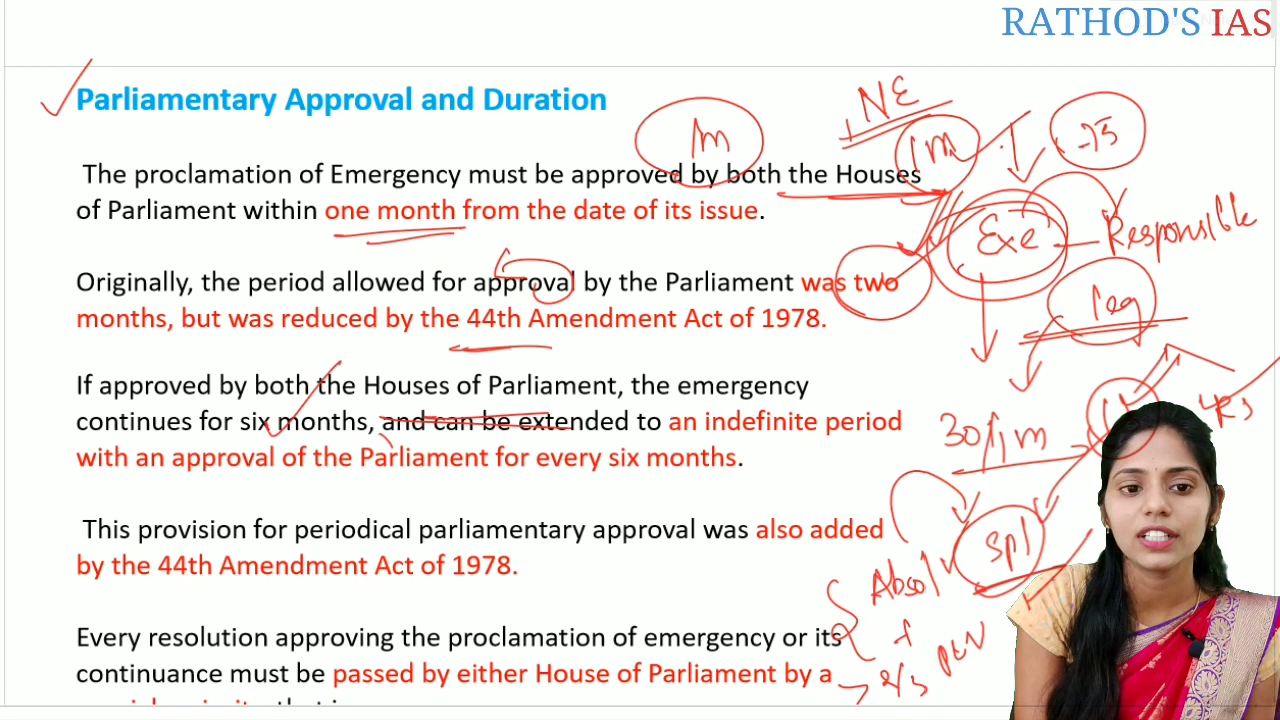 RATHOD'S IAS
Parliamentary Approval and Duration
The proclamation of Emergency must be approved by both the Houses
of Parliament within one month from the date of its issue.
Originally, the period allowed for approval by the Parliament was two
months, but was reduced by the 44th Amendment Act of 1978.
If approved by both the Houses of Parliament, the emergency
continues for six months, and can be extended to an indefinite period
with an approval of the Parliament for every six months.
This provision for periodical parliamentary approval was also added
by the 44th Amendment Act of 1978.
Every resolution approving the proclamation of emergency or its
continuance must be passed by either House of Parliament by a
NE
1m
m
75
Exe
Responsible
leg
30/1m
Spl
Absol
+
2/3